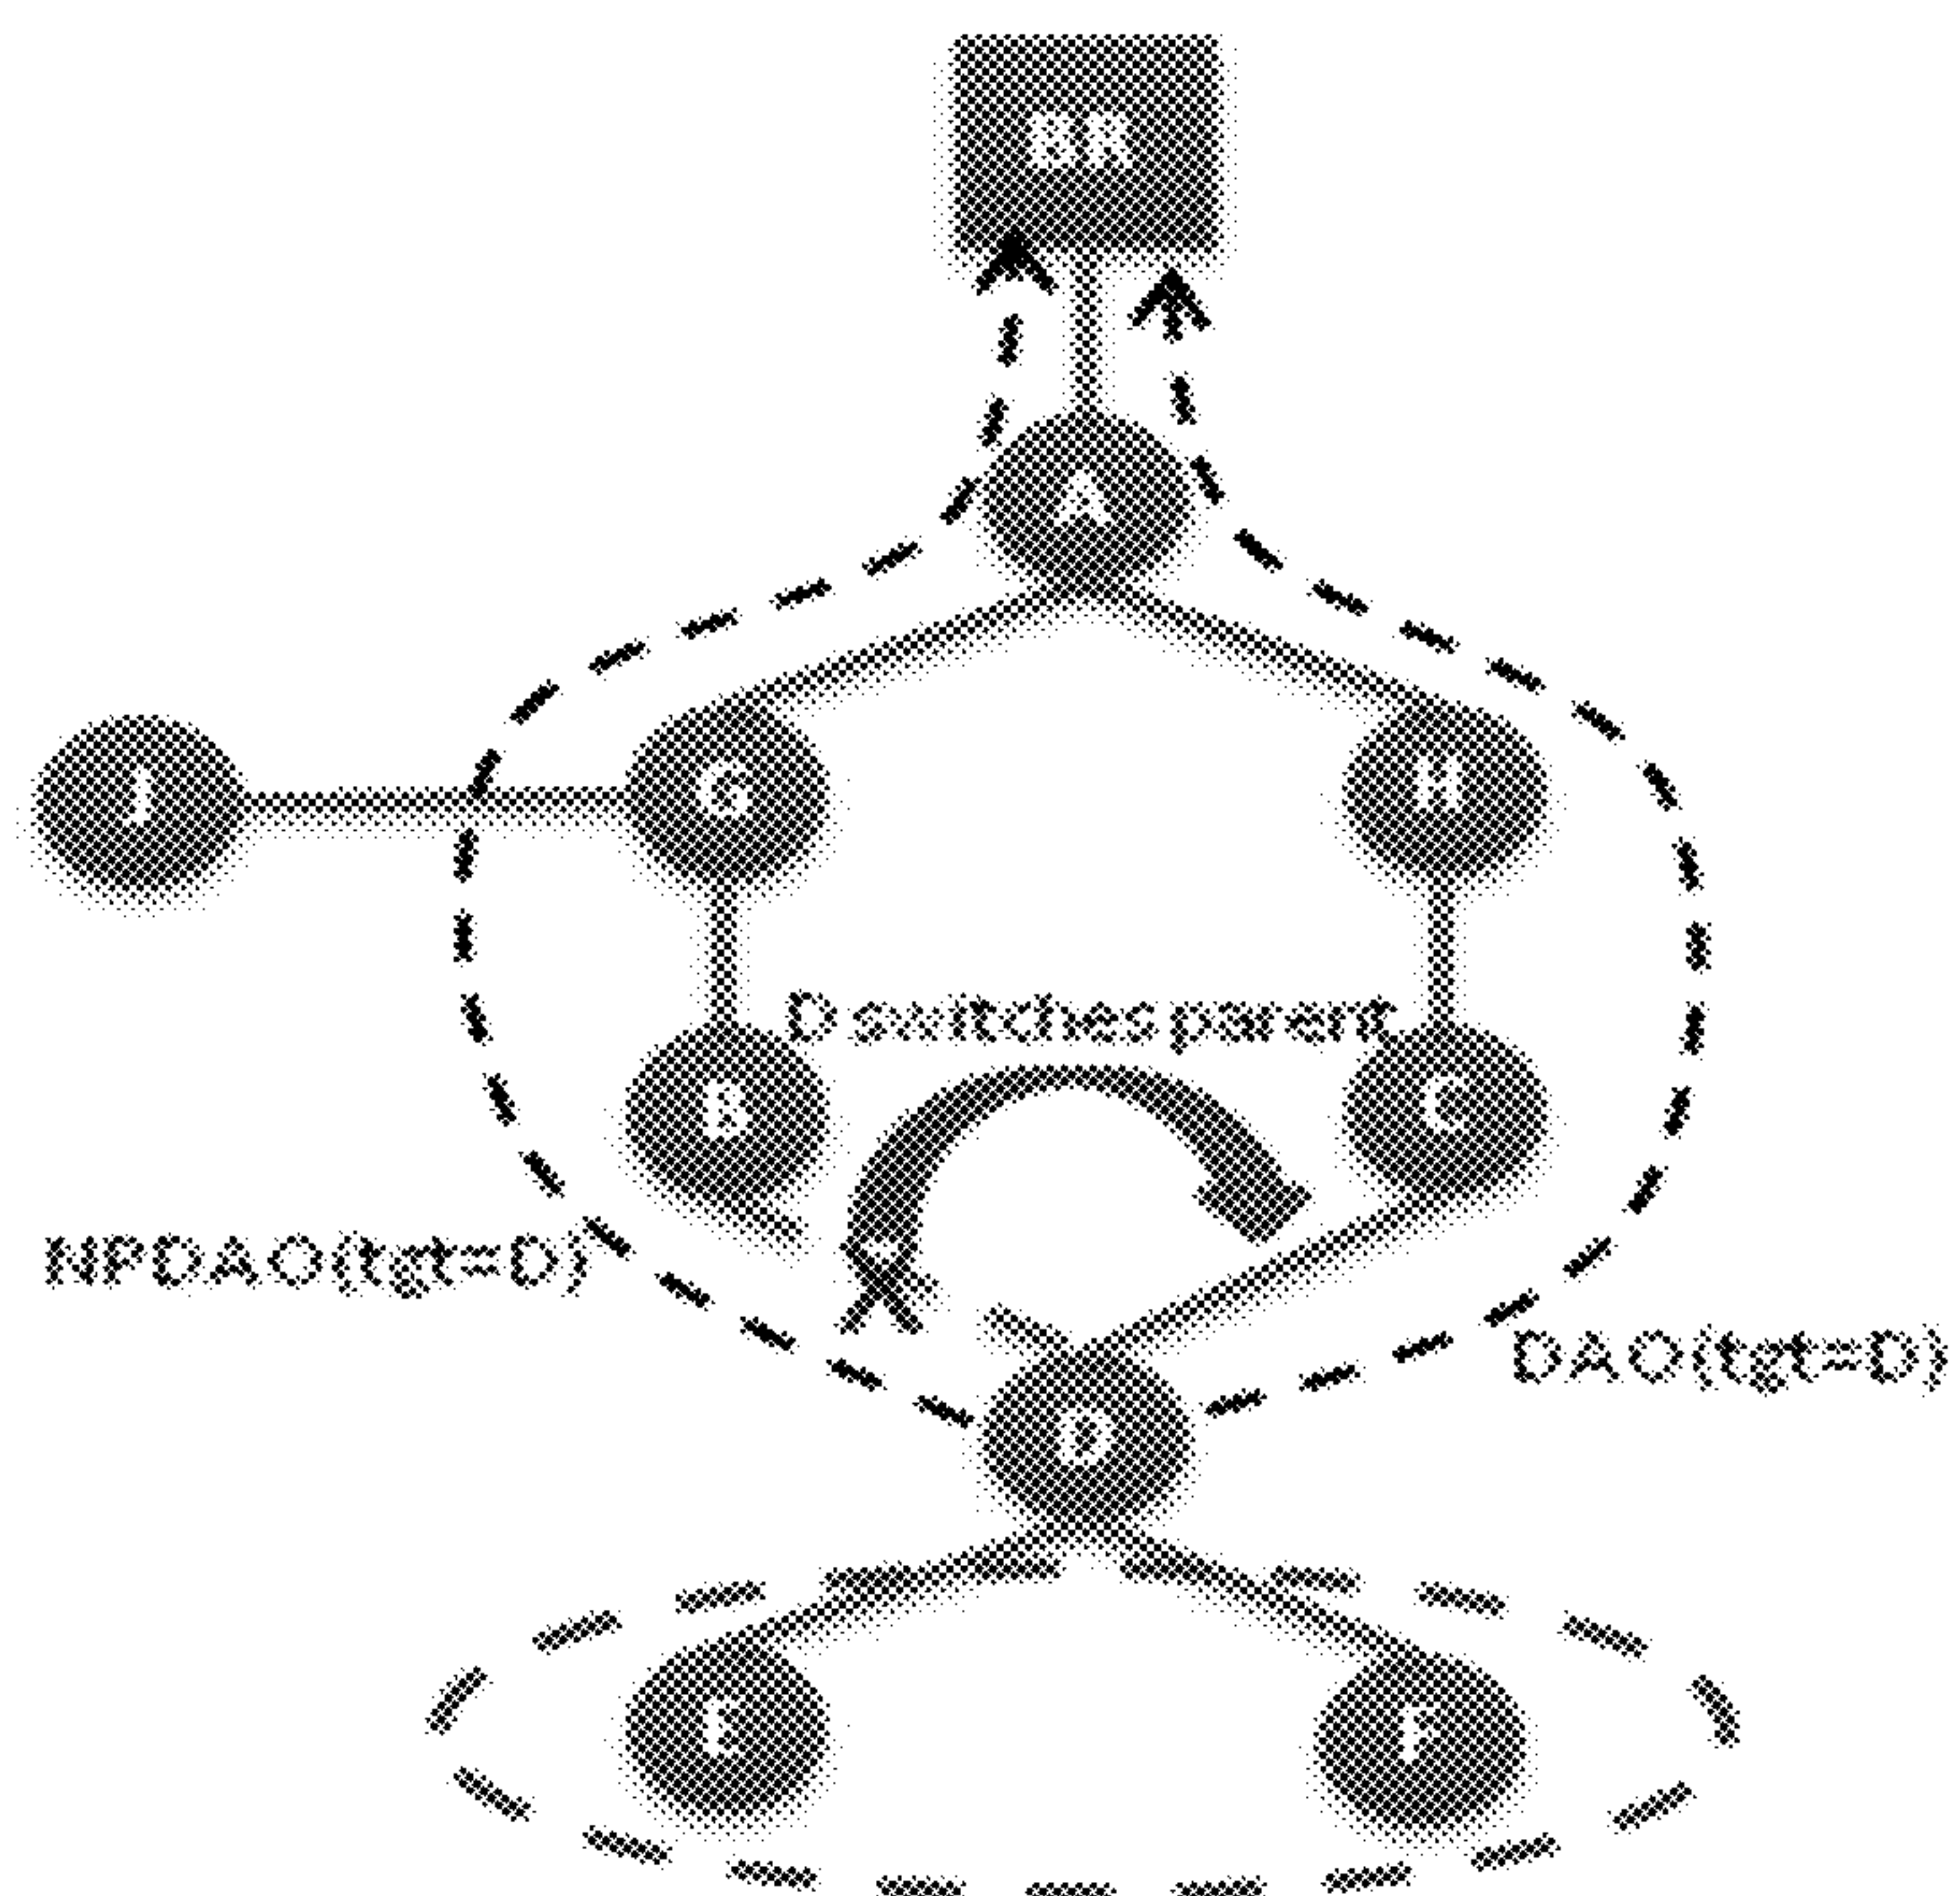 BR
A
J
G
H
D switches parent
B
C
NPDAO(tgt=D)
DAO(tgt=D)
D
E
F